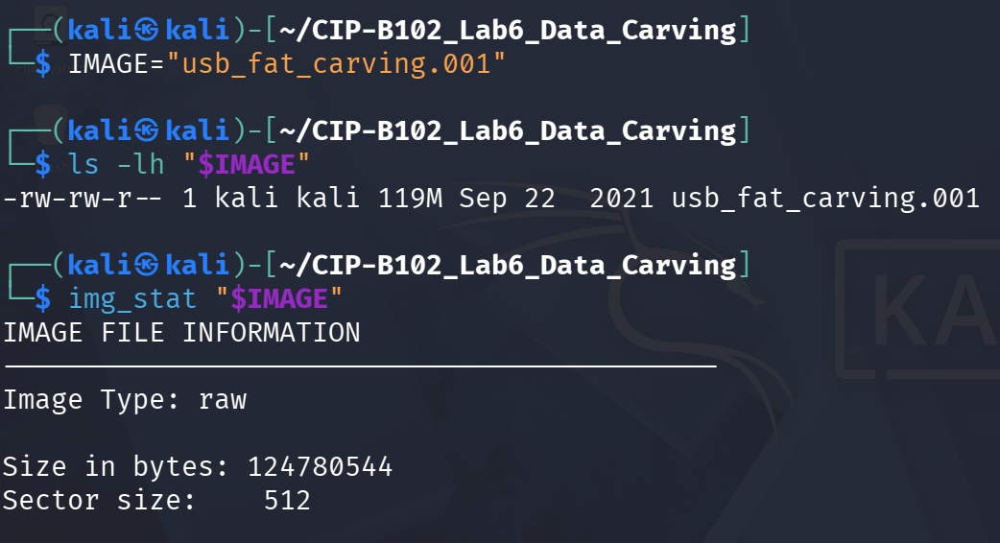 ┌──(kali㉿kali)-[~/CIP-B102_Lab6_Data_Carving]
└─$ IMAGE="usb_fat_carving.001"
┌──(kali㉿kali)-[~/CIP-B102_Lab6_Data_Carving]
└─$ ls -lh "$IMAGE"
-rw-rw-r-- 1 kali kali 119M Sep 22  2021 usb_fat_carving.001
┌──(kali㉿kali)-[~/CIP-B102_Lab6_Data_Carving]
└─$ img_stat "$IMAGE"
IMAGE FILE INFORMATION
--------------------------------------------
Image Type: raw
Size in bytes: 124780544
Sector size:    512
KA